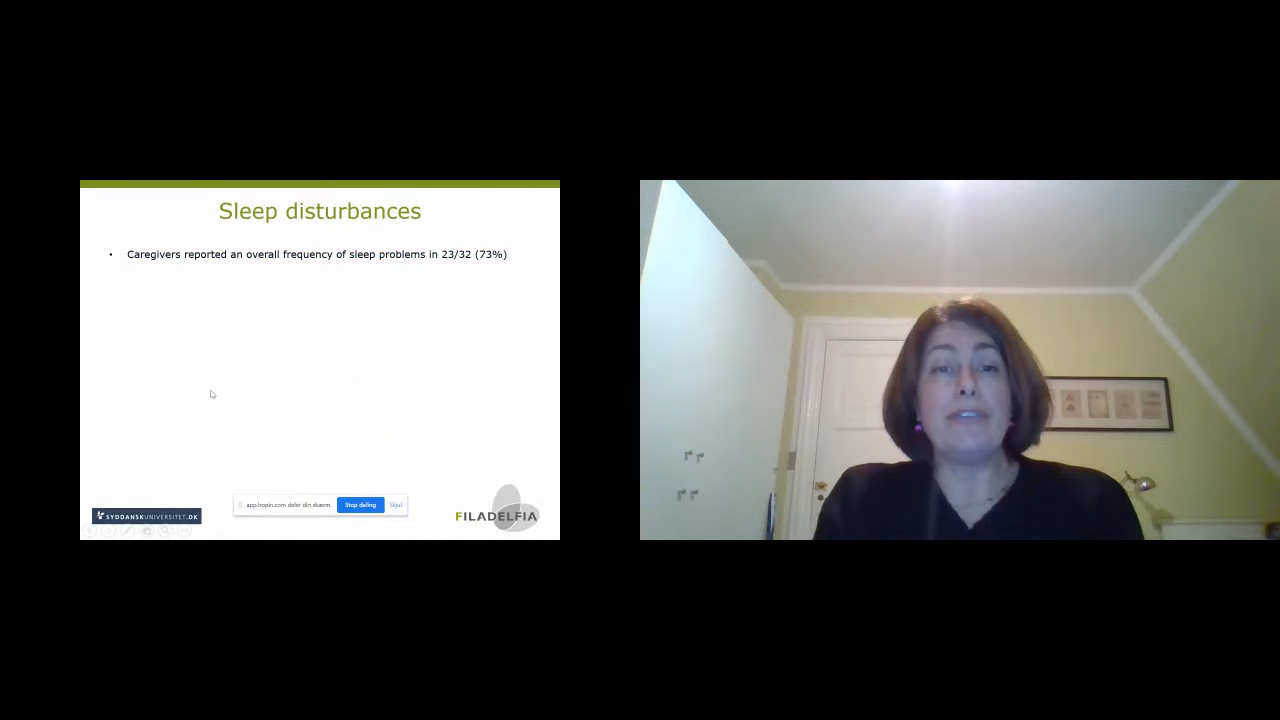 Sleep disturbances
• Caregivers reported an overall frequency of sleep problems in 23/32 (73%)
app.hopin.com deler din skærm.
Stop deling
Skjul
SYDDANSKUNIVERSITET.DK
FILADELFIA